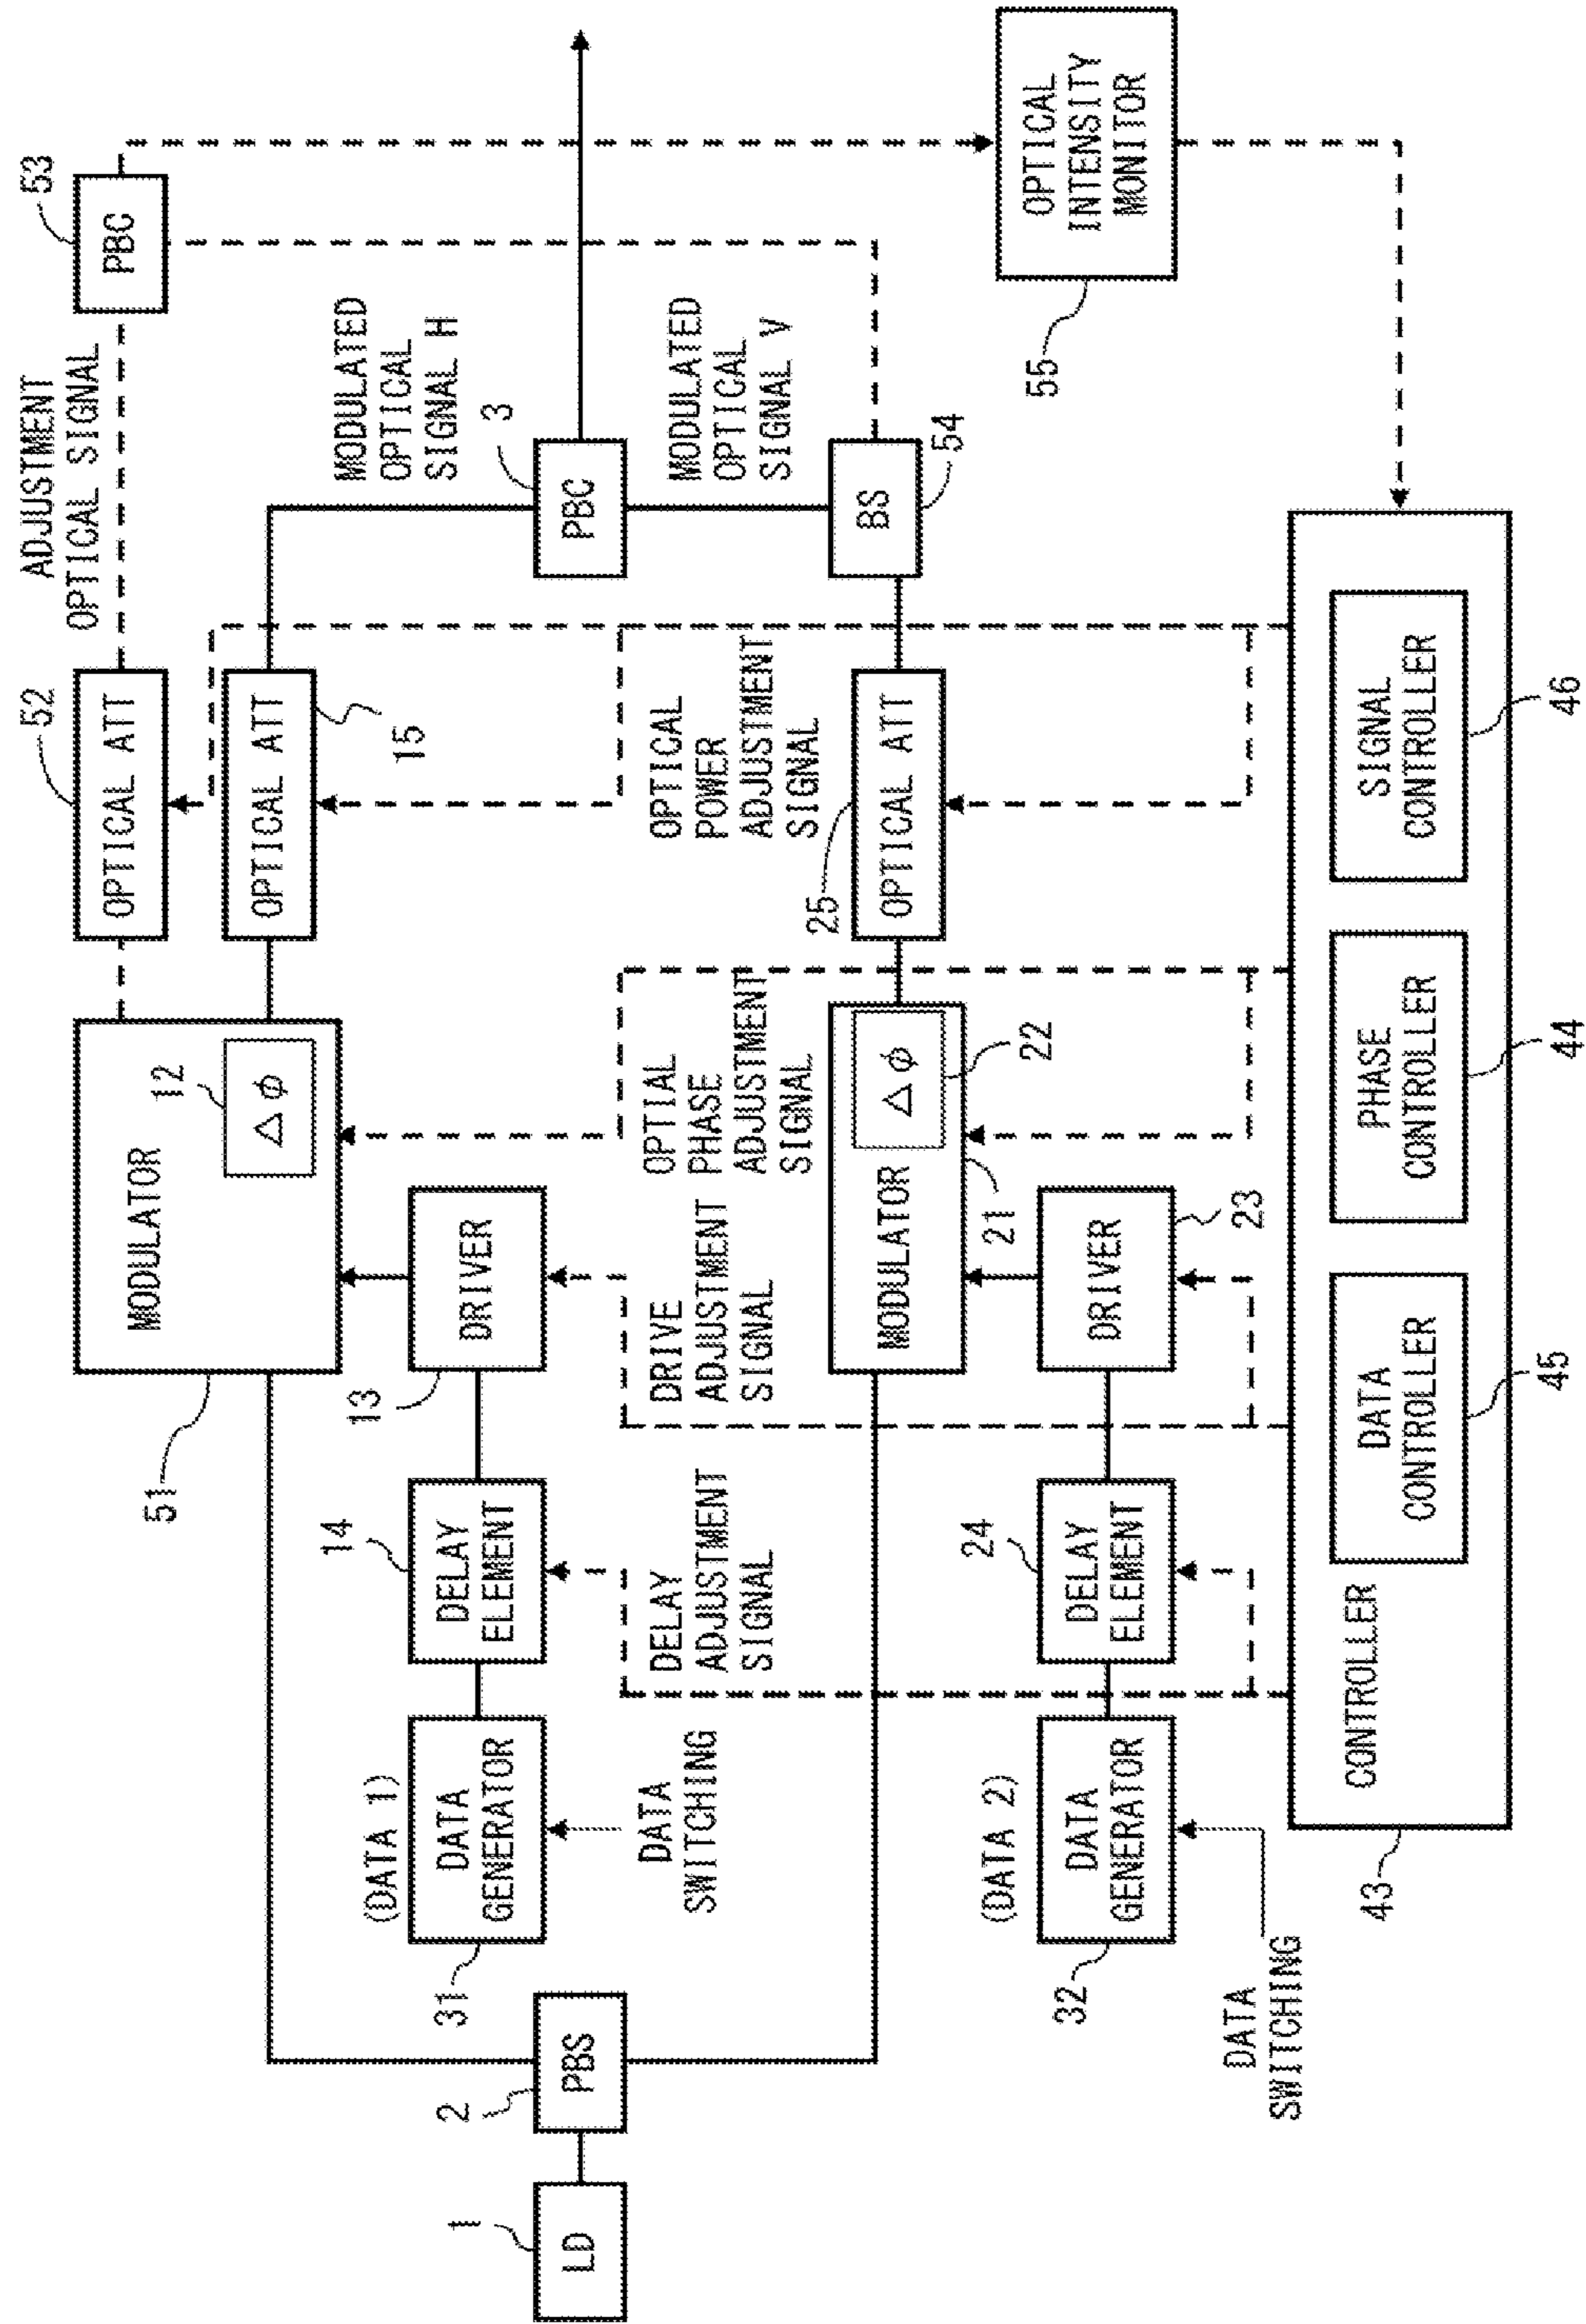 53
PBC
ADJUSTMENT
OPTICAL SIGNAL
52
OPTICAL ATT
OPTICAL ATT
15
51
MODULATOR
12
Δφ
MODULATED
OPTICAL
SIGNAL H
3
PBC
MODULATED
OPTICAL
SIGNAL V
BS
54
OPTICAL
INTENSITY
MONITOR
55
(DATA 1)
DATA
GENERATOR
31
DATA
SWITCHING
14
DELAY
ELEMENT
13
DRIVER
DELAY
ADJUSTMENT
SIGNAL
DRIVE
ADJUSTMENT
SIGNAL
OPTIAL
PHASE
ADJUSTMENT
SIGNAL
OPTICAL
POWER
ADJUSTMENT
SIGNAL
1
LD
2
PBS
MODULATOR
Δφ
21
22
25
OPTICAL ATT
(DATA 2)
DATA
GENERATOR
32
DATA
SWITCHING
24
DELAY
ELEMENT
DRIVER
23
CONTROLLER
43
DATA
CONTROLLER
45
PHASE
CONTROLLER
44
SIGNAL
CONTROLLER
46